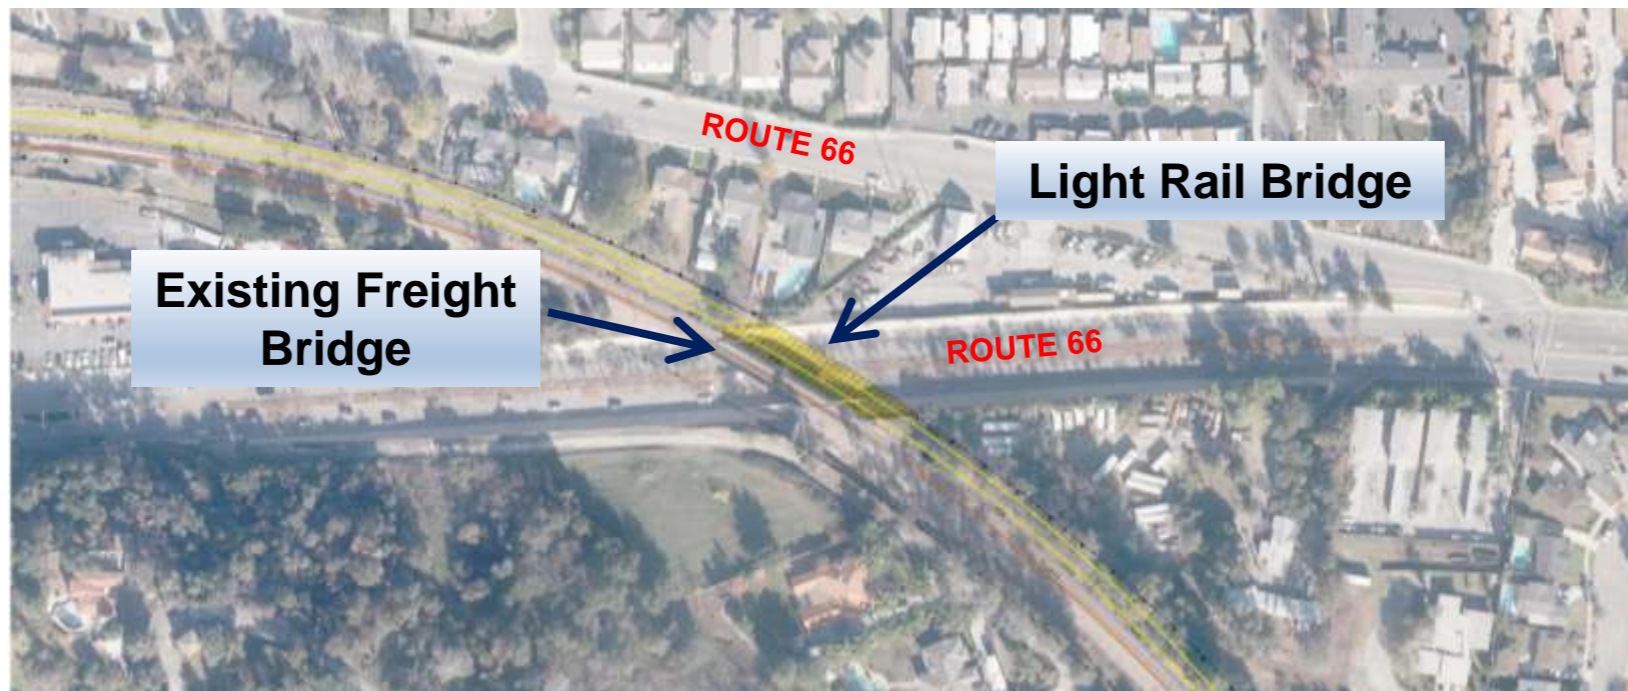 ROUTE 66
Light Rail Bridge
Existing Freight
Bridge
ROUTE 66